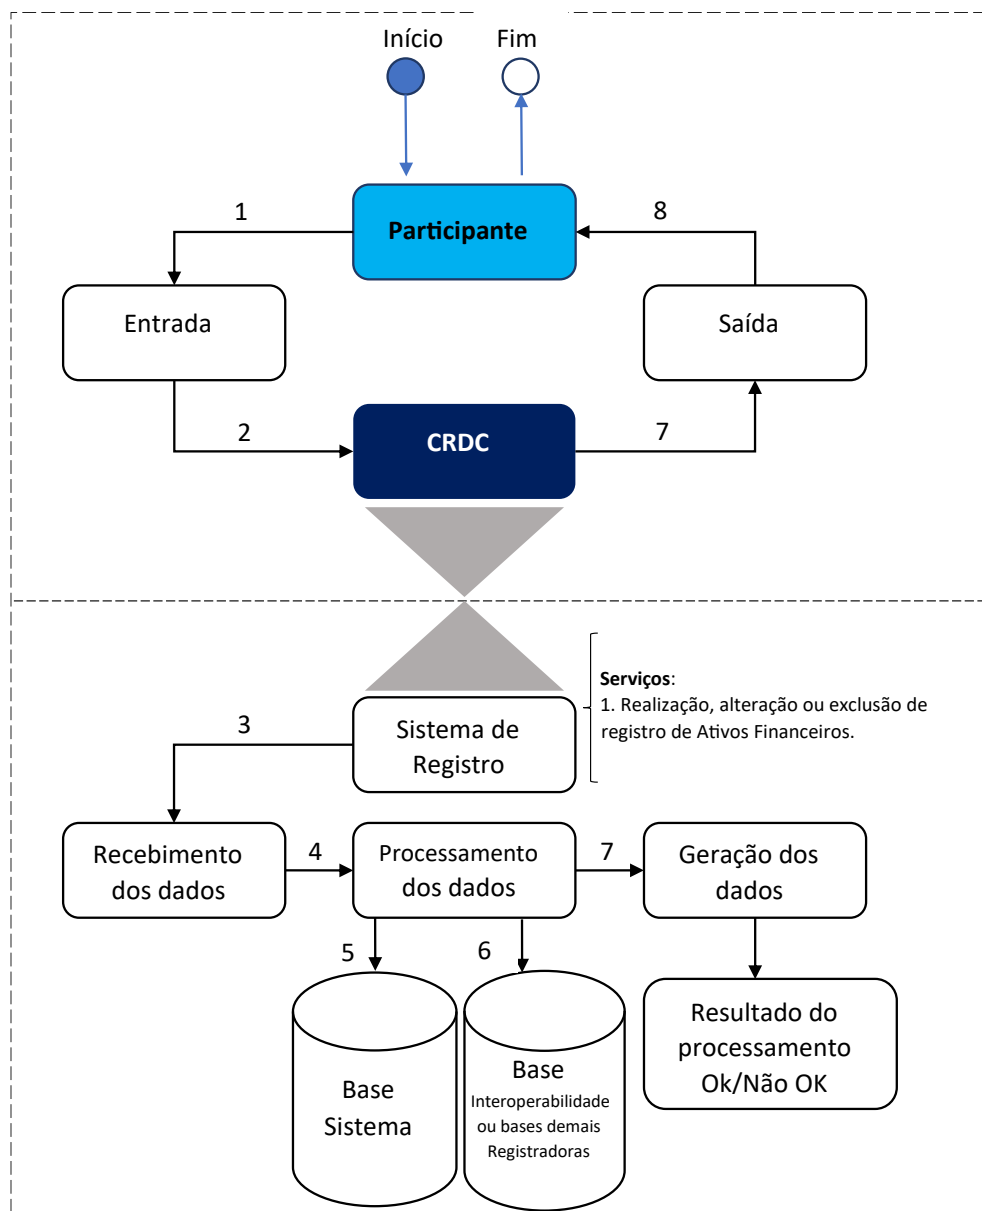 Início
Fim
1
Participante
8
Entrada
Saída
2
CRDC
7
Serviços:
1. Realização, alteração ou exclusão de
registro de Ativos Financeiros.
3
Sistema de
Registro
Recebimento
dos dados
4
Processamento
dos dados
7
Geração dos
dados
5
6
Base
Sistema
Base
Interoperabilidade
ou bases demais
Registradoras
Resultado do
processamento
Ok/Não OK